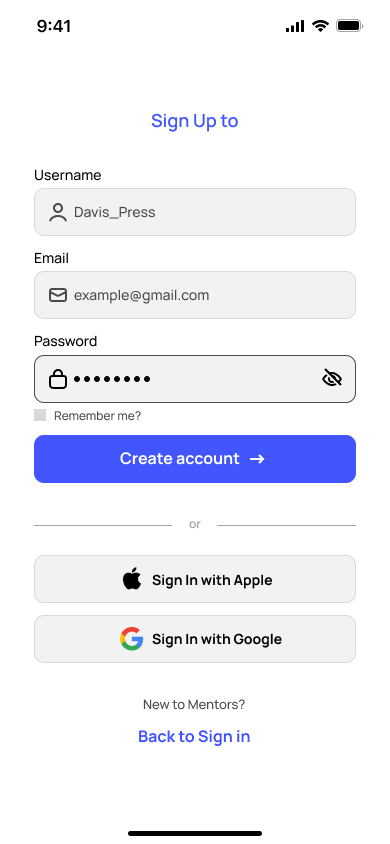 9:41
Sign Up to
Username
Davis_Press
Email
example@gmail.com
Password
••••••••
Remember me?
Create account →
or
Sign In with Apple
Sign In with Google
New to Mentors?
Back to Sign in